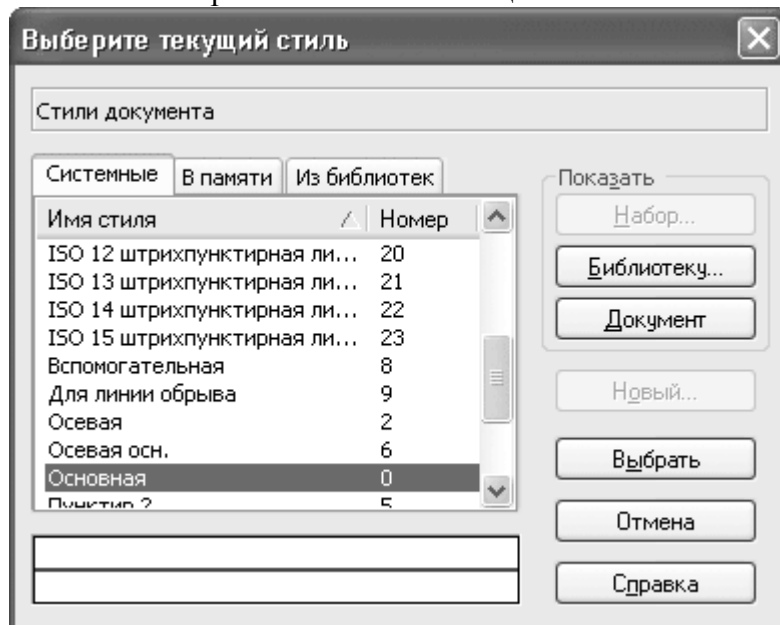 Выберите текущий стиль
Стили документа
Системные В памяти Из библиотек
Имя стиля Номер
ISO 12 штрихпунктирная ли... 20
ISO 13 штрихпунктирная ли... 21
ISO 14 штрихпунктирная ли... 22
ISO 15 штрихпунктирная ли... 23
Вспомогательная 8
Для линии обрыва 9
Осевая 2
Осевая осн. 6
Основная 0
Пунктир 2 5
Показать
Набор...
Библиотеку...
Документ
Новый...
Выбрать
Отмена
Справка